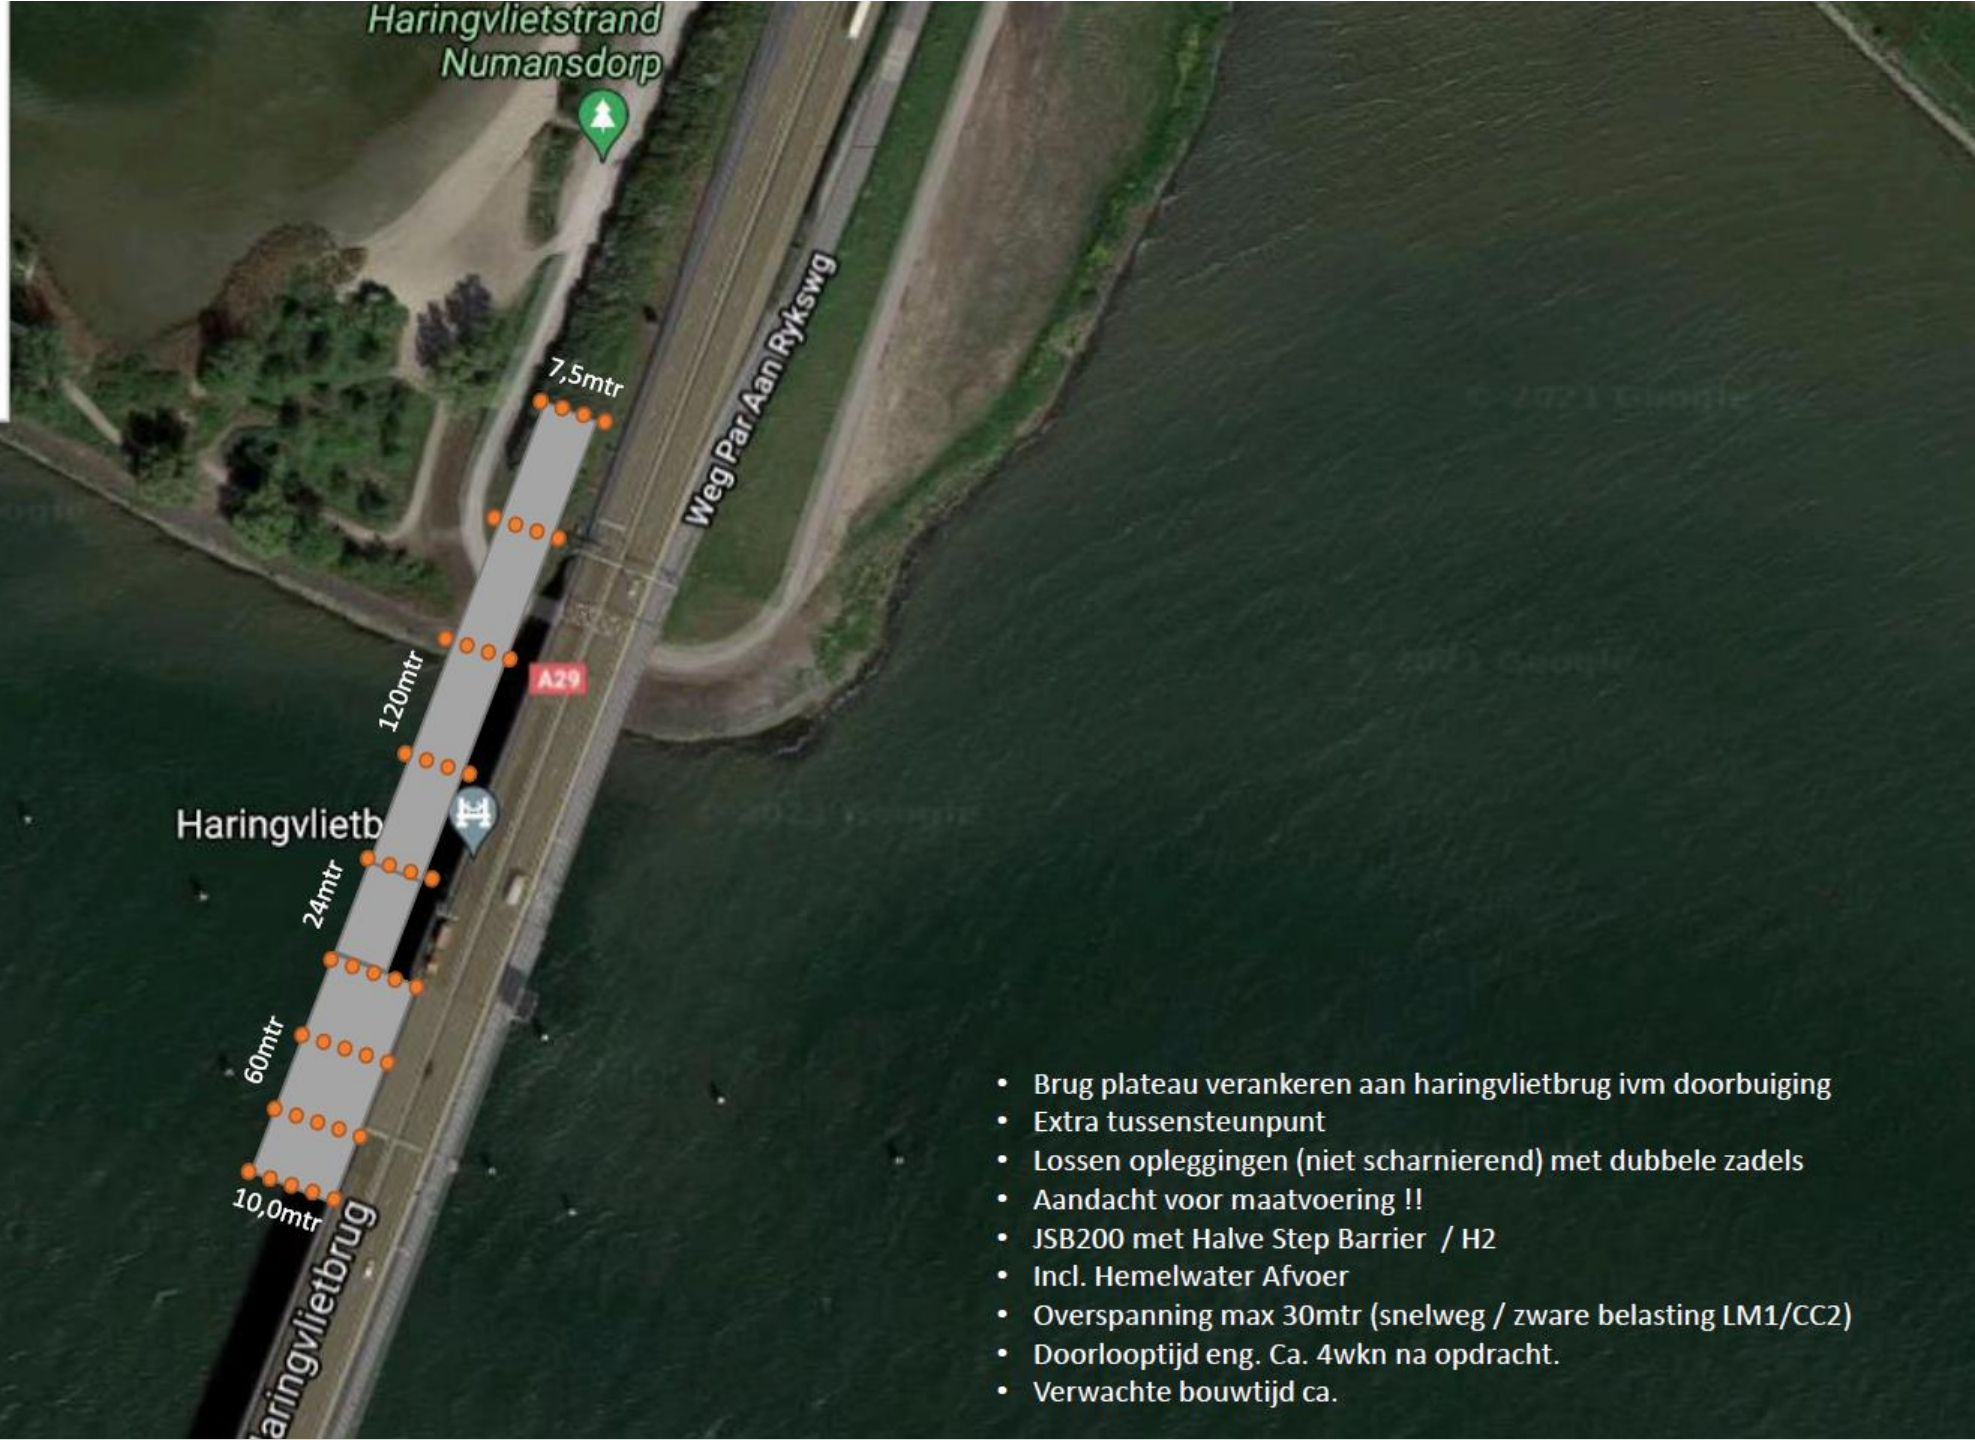 Haringvlietstrand
Numansdorp
7,5mtr
Weg Par Aan Rykswg
A29
120mtr
Haringvlietb
24mtr
60mtr
10,0mtr
aringvlietbrug
• Brug plateau verankeren aan haringvlietbrug ivm doorbuiging
• Extra tussensteunpunt
• Lossen opleggingen (niet scharnierend) met dubbele zadels
• Aandacht voor maatvoering !!
• JSB200 met Halve Step Barrier / H2
• Incl. Hemelwater Afvoer
• Overspanning max 30mtr (snelweg / zware belasting LM1/CC2)
• Doorlooptijd eng. Ca. 4wkn na opdracht.
• Verwachte bouwtijd ca.